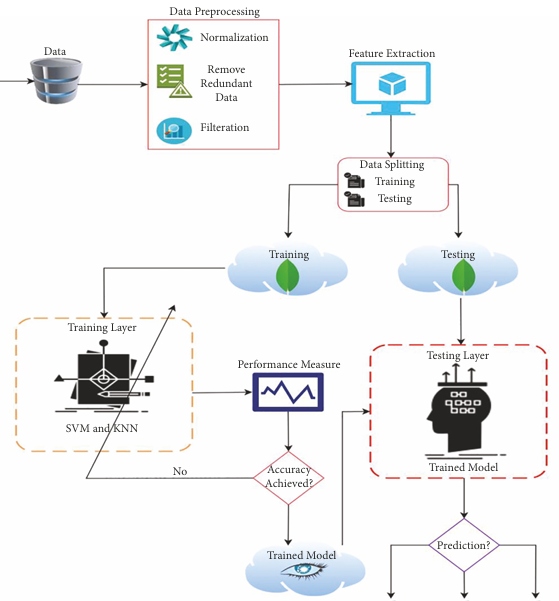 Data Preprocessing
Normalization
Remove
Redundant
Data
Filteration
Data
Feature Extraction
Data Splitting
Training
Testing
Training
Testing
Training Layer
SVM and KNN
Performance Measure
Testing Layer
Trained Model
Accuracy
Achieved?
No
Trained Model
Prediction?